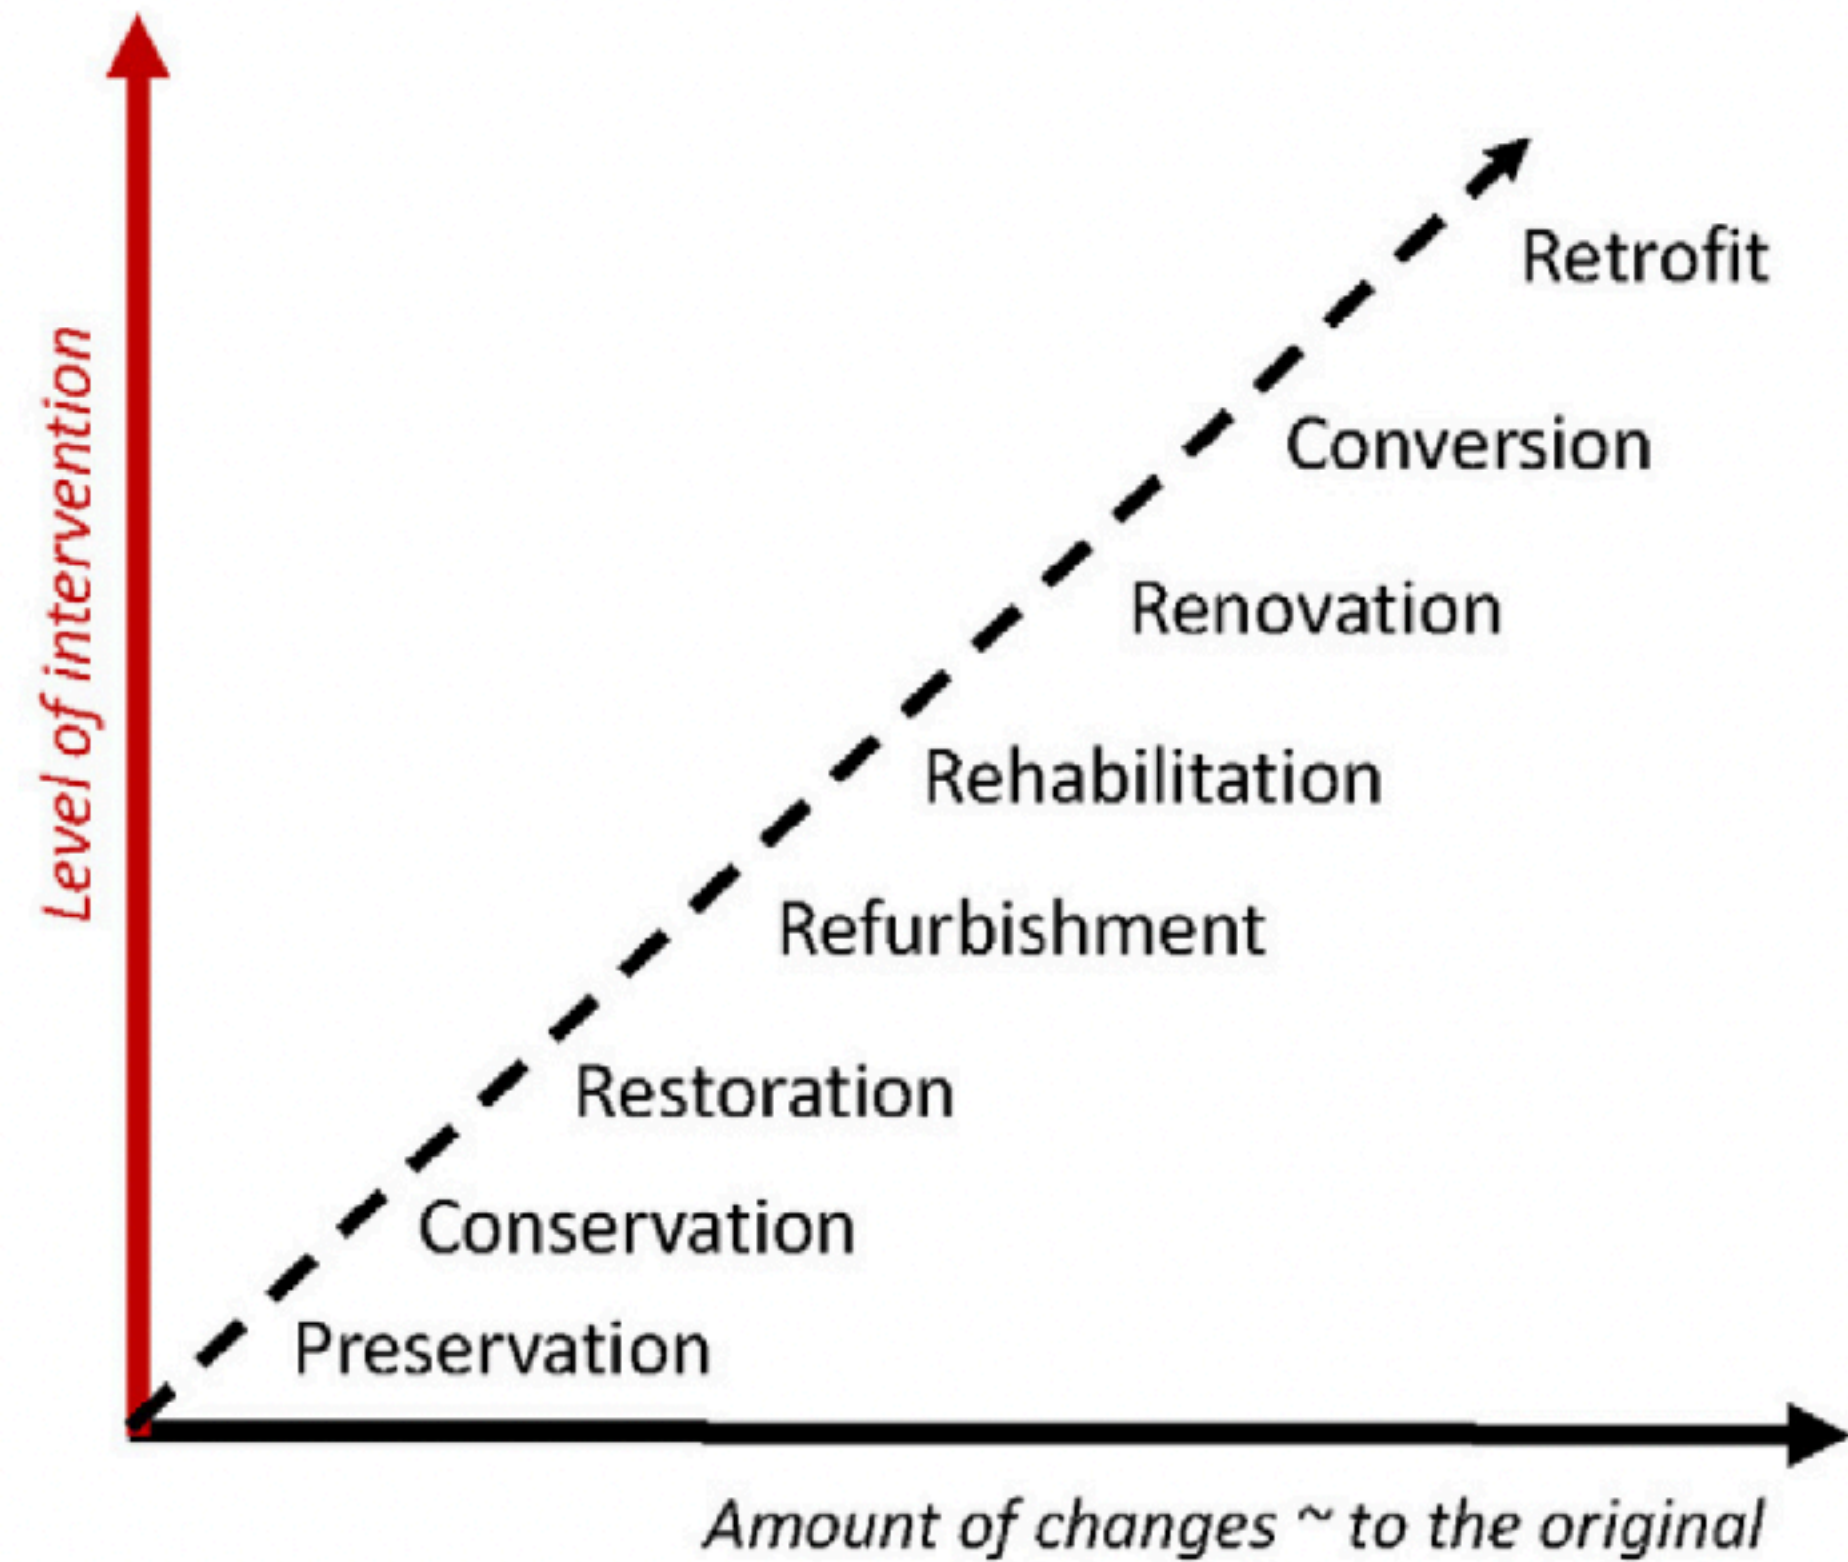 Level of intervention
Retrofit
Conversion
Renovation
Rehabilitation
Refurbishment
Restoration
Conservation
Preservation
Amount of changes ~ to the original